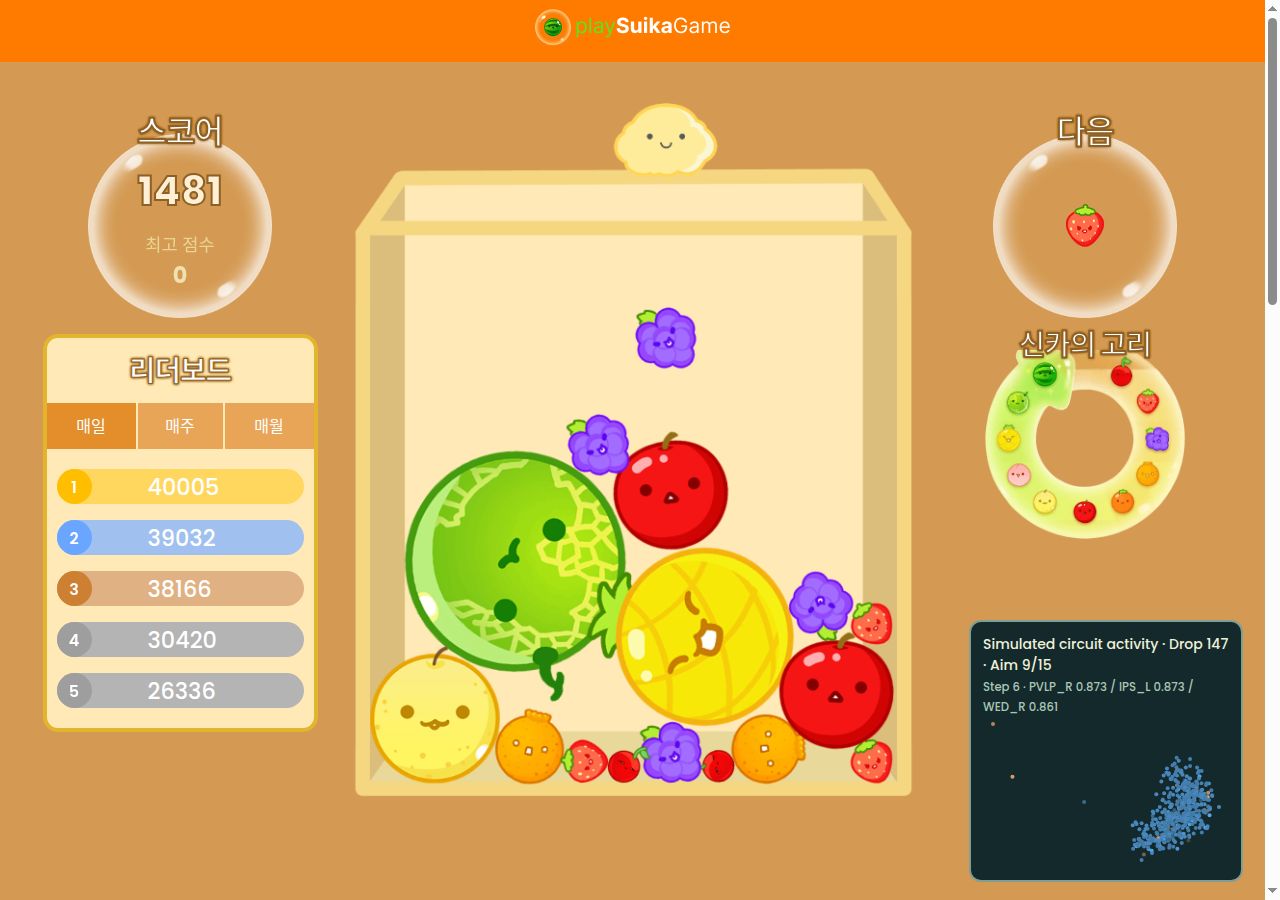 playSuikaGame
스코어
1481
최고 점수
0
다음
리더보드
매일 매주 매월
1 40005
2 39032
3 38166
4 30420
5 26336
신카의 고리
Simulated circuit activity · Drop 147
· Aim 9/15
Step 6 · PVLP_R 0.873 / IPS_L 0.873 /
WED_R 0.861